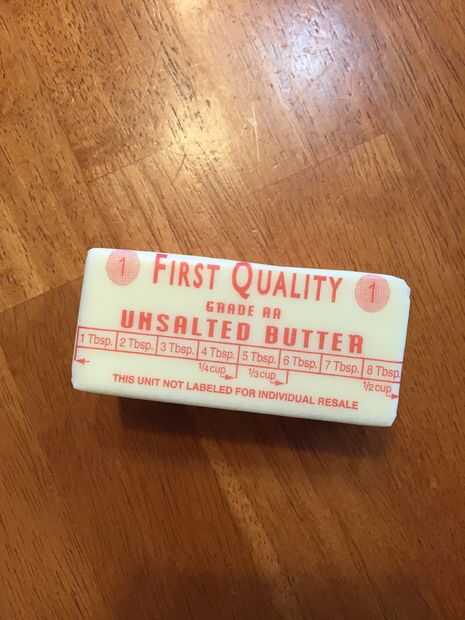 1 FIRST QUALITY 1
GRADE AA
UNSALTED BUTTER
1 Tbsp. 2 Tbsp. 3 Tbsp. 4 Tbsp. 5 Tbsp. 6 Tbsp. 7 Tbsp. 8 Tbsp.
1/4 cup 1/3 cup 1/2 cup
THIS UNIT NOT LABELED FOR INDIVIDUAL RESALE